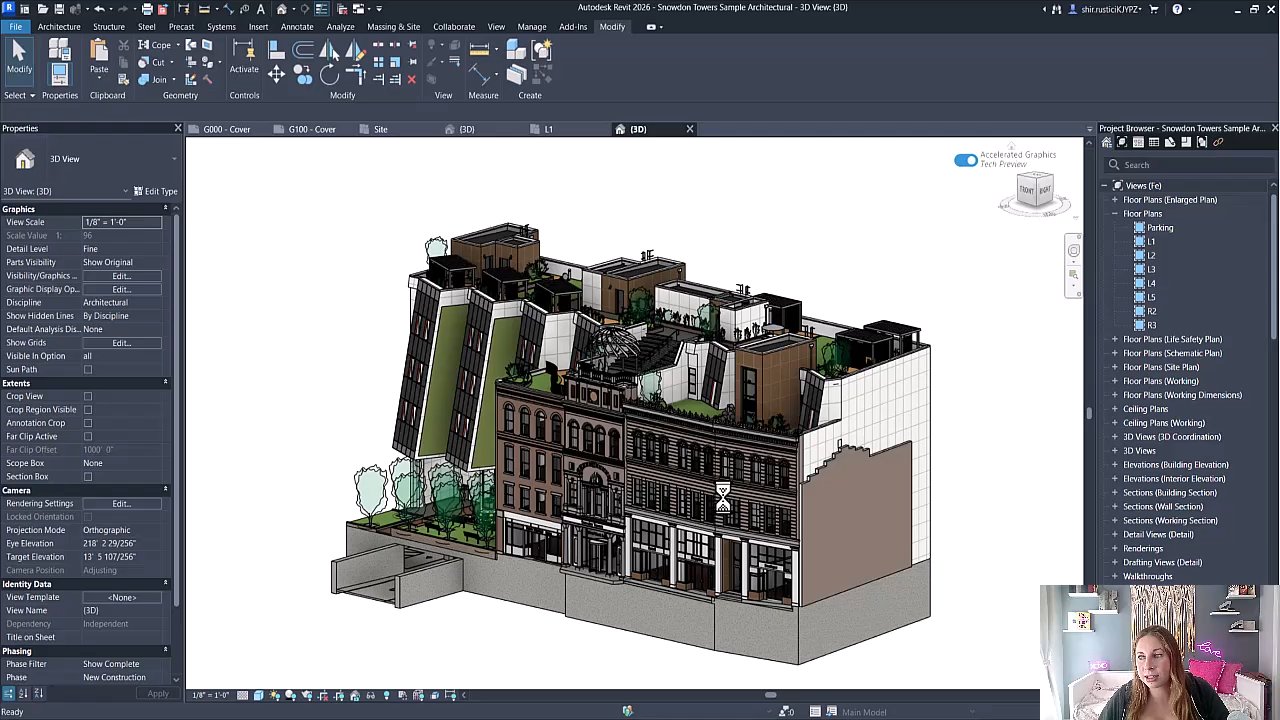 Autodesk Revit 2026 - Snowdon Towers Sample Architectural - 3D View: {3D}
shir.rusticiKJYPZ
File Architecture Structure Steel Precast Systems Insert Annotate Analyze Massing & Site Collaborate View Manage Add-Ins Modify
Modify
Properties
Paste
Cope
Cut
Join
Activate
Select Properties Clipboard Geometry Controls Modify View Measure Create
Properties
G000 - Cover
G100 - Cover
Site
{3D}
L1
{3D}
Project Browser - Snowdon Towers Sample Ar...
3D View
3D View: {3D}
Edit Type
Graphics
View Scale 1/8" = 1'-0"
Scale Value 1: 96
Detail Level Fine
Parts Visibility Show Original
Visibility/Graphics ... Edit...
Graphic Display Op... Edit...
Discipline Architectural
Show Hidden Lines By Discipline
Default Analysis Dis... None
Show Grids Edit...
Visible In Option all
Sun Path
Extents
Crop View
Crop Region Visible
Annotation Crop
Far Clip Active
Far Clip Offset 1000' 0"
Scope Box None
Section Box
Camera
Rendering Settings Edit...
Locked Orientation
Projection Mode Orthographic
Eye Elevation 218' 2 29/256"
Target Elevation 13' 5 107/256"
Camera Position Adjusting
Identity Data
View Template <None>
View Name {3D}
Dependency Independent
Title on Sheet
Phasing
Phase Filter Show Complete
Phase New Construction
Apply
Accelerated Graphics
Tech Preview
FRONT RIGHT
Search
Views (Fe)
Floor Plans (Enlarged Plan)
Floor Plans
Parking
L1
L2
L3
L4
L5
R2
R3
Floor Plans (Life Safety Plan)
Floor Plans (Schematic Plan)
Floor Plans (Site Plan)
Floor Plans (Working)
Floor Plans (Working Dimensions)
Ceiling Plans
Ceiling Plans (Working)
3D Views (3D Coordination)
3D Views
Elevations (Building Elevation)
Elevations (Interior Elevation)
Sections (Building Section)
Sections (Wall Section)
Sections (Working Section)
Detail Views (Detail)
Renderings
Drafting Views (Detail)
Walkthroughs
1/8" = 1'-0"
Ready
:0
Main Model